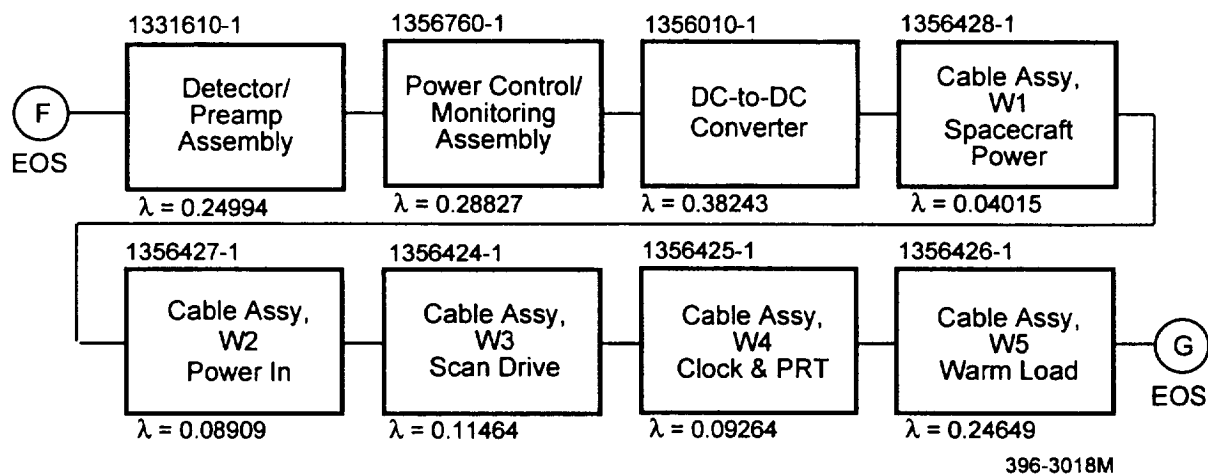 1331610-1
1356760-1
1356010-1
1356428-1
F
EOS
Detector/
Preamp
Assembly
Power Control/
Monitoring
Assembly
DC-to-DC
Converter
Cable Assy,
W1
Spacecraft
Power
λ = 0.24994
λ = 0.28827
λ = 0.38243
λ = 0.04015
1356427-1
1356424-1
1356425-1
1356426-1
Cable Assy,
W2
Power In
Cable Assy,
W3
Scan Drive
Cable Assy,
W4
Clock & PRT
Cable Assy,
W5
Warm Load
G
EOS
λ = 0.08909
λ = 0.11464
λ = 0.09264
λ = 0.24649
396-3018M